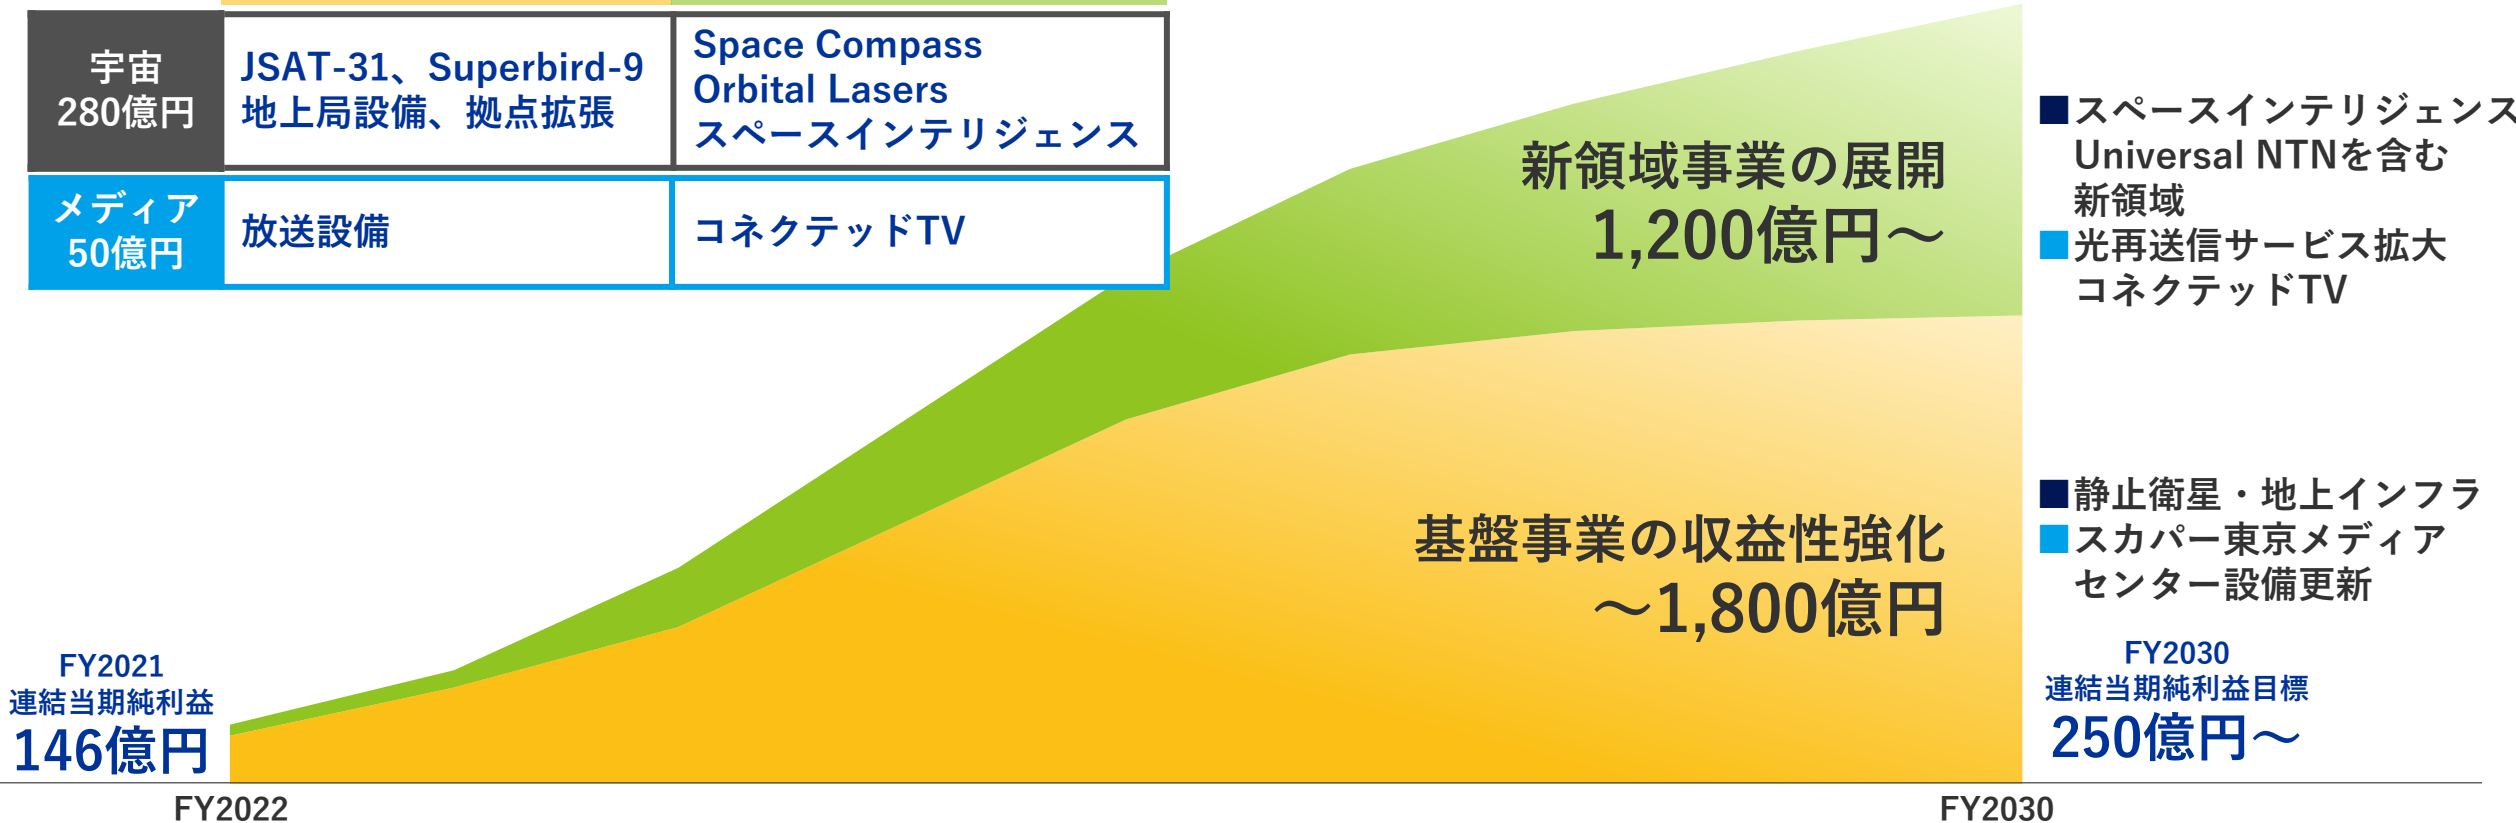 宇宙
280億円
JSAT-31、Superbird-9
地上局設備、拠点拡張
Space Compass
Orbital Lasers
スペースインテリジェンス
メディア
50億円
放送設備
コネクテッドTV
新領域事業の展開
1,200億円～
■スペースインテリジェンス
Universal NTNを含む
新領域
■光再送信サービス拡大
コネクテッドTV
基盤事業の収益性強化
～1,800億円
■静止衛星・地上インフラ
■スカパー東京メディア
センター設備更新
FY2021
連結当期純利益
146億円
FY2030
連結当期純利益目標
250億円～
FY2022
FY2030